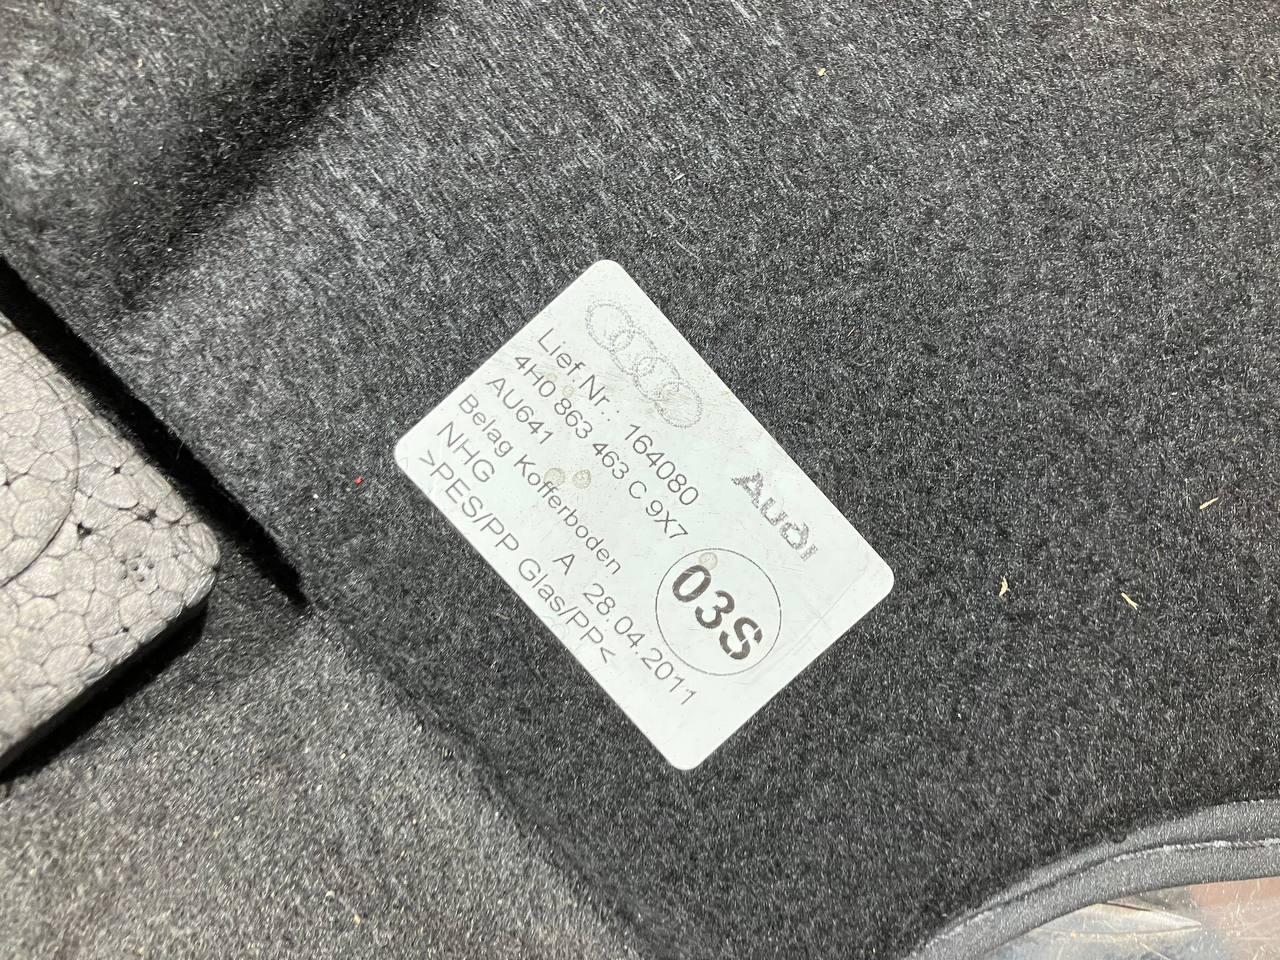 Audi
Lief Nr.: 164080
4H0 863 463 C 9X7
AU641
Belag Kofferboden
NHG A 28.04.2011
>PES/PP Glas/PP<
03S